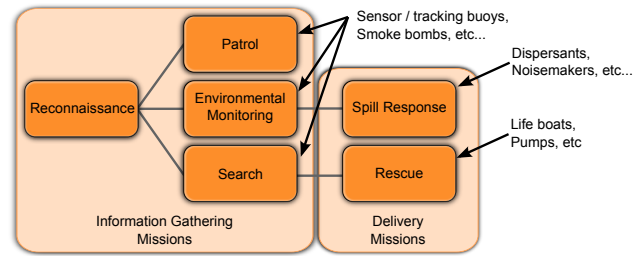 Sensor / tracking buoys,
Smoke bombs, etc...
Patrol
Dispersants,
Noisemakers, etc...
Reconnaissance
Environmental
Monitoring
Spill Response
Life boats,
Pumps, etc
Search
Rescue
Information Gathering
Missions
Delivery
Missions